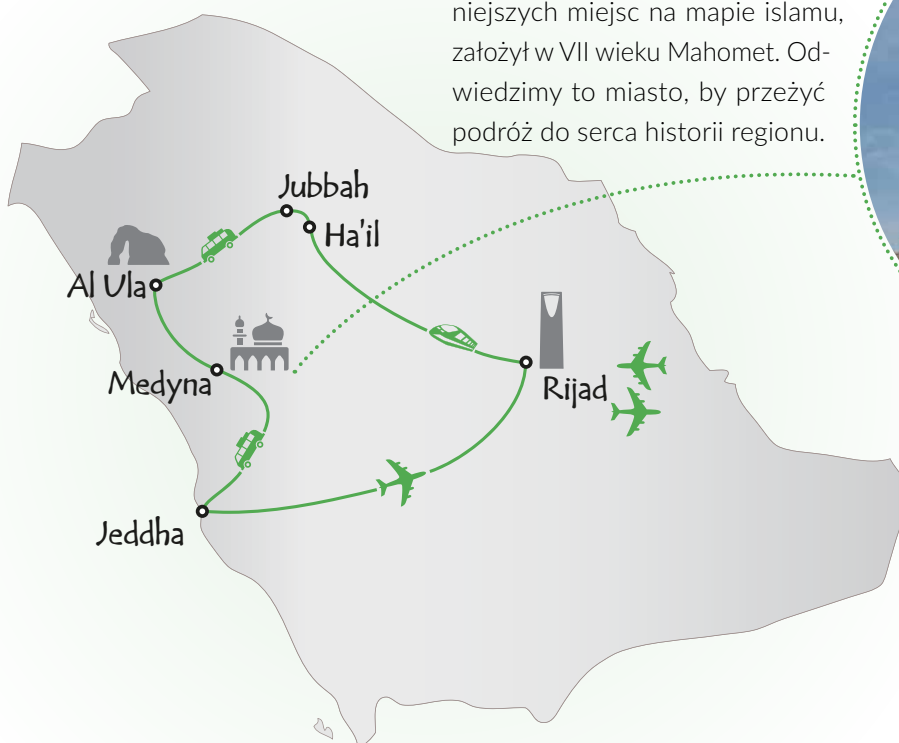 niejszych miejsc na mapie islamu,
założył w VII wieku Mahomet. Od-
wiedzimy to miasto, by przeżyć
podróż do serca historii regionu.
Jubbah
Ha'il
Al Ula
Medyna
Rijad
Jeddha